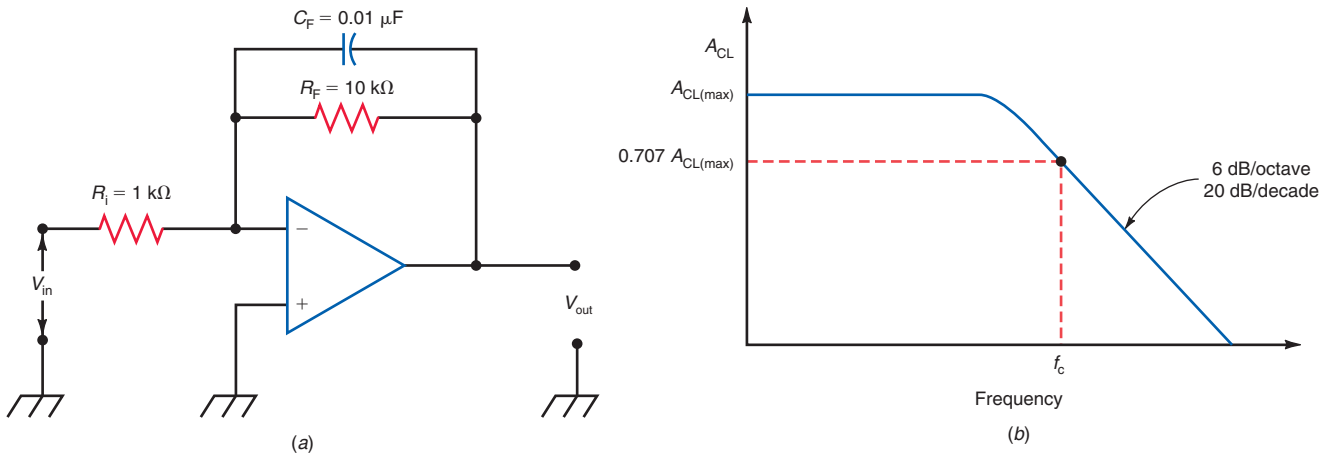 C_F = 0.01 μF
R_F = 10 kΩ
R_i = 1 kΩ
−
+
V_in
V_out
(a)
A_CL
A_CL(max)
0.707 A_CL(max)
6 dB/octave
20 dB/decade
f_c
Frequency
(b)